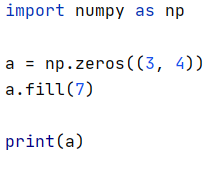 import numpy as np
a = np.zeros((3, 4))
a.fill(7)
print(a)